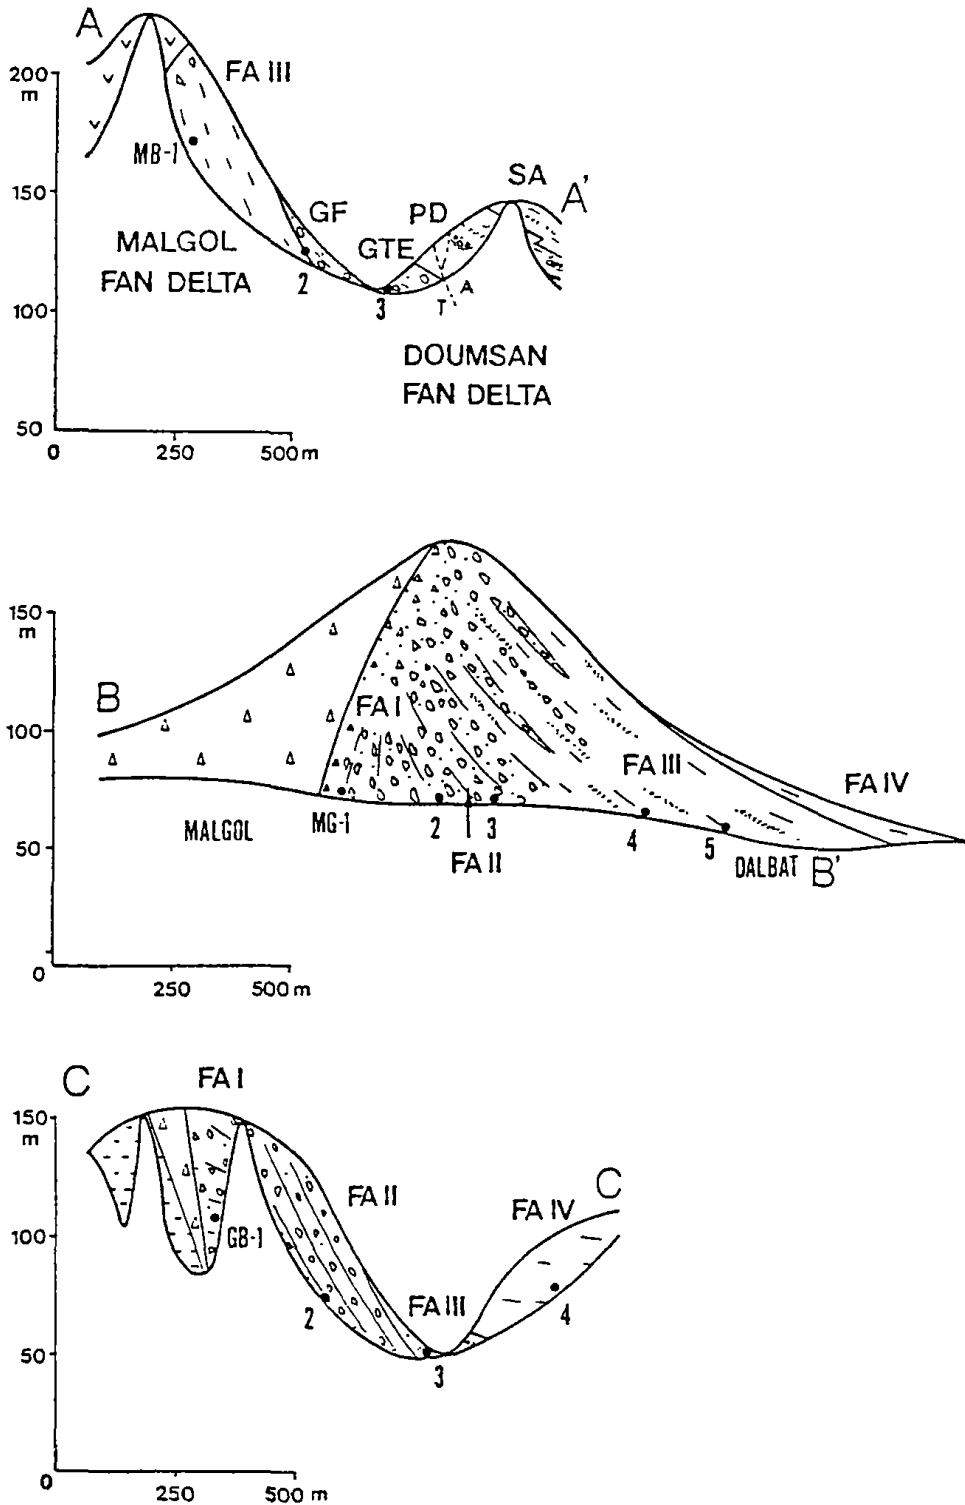 A
200
m
FA III
MB-1
150
SA
A'
GF
PD
MALGOL
FAN DELTA
GTE
2
A
T
3
100
DOUMSAN
FAN DELTA
50
0
250
500 m
150
m
B
100
FA I
FA III
FA IV
MALGOL
MG-1
2
3
4
5
50
FA II
DALBAT
B'
0
250
500 m
C
FA I
150
m
FA II
FA IV
C
100
GB-1
2
FA III
4
50
3
0
250
500 m